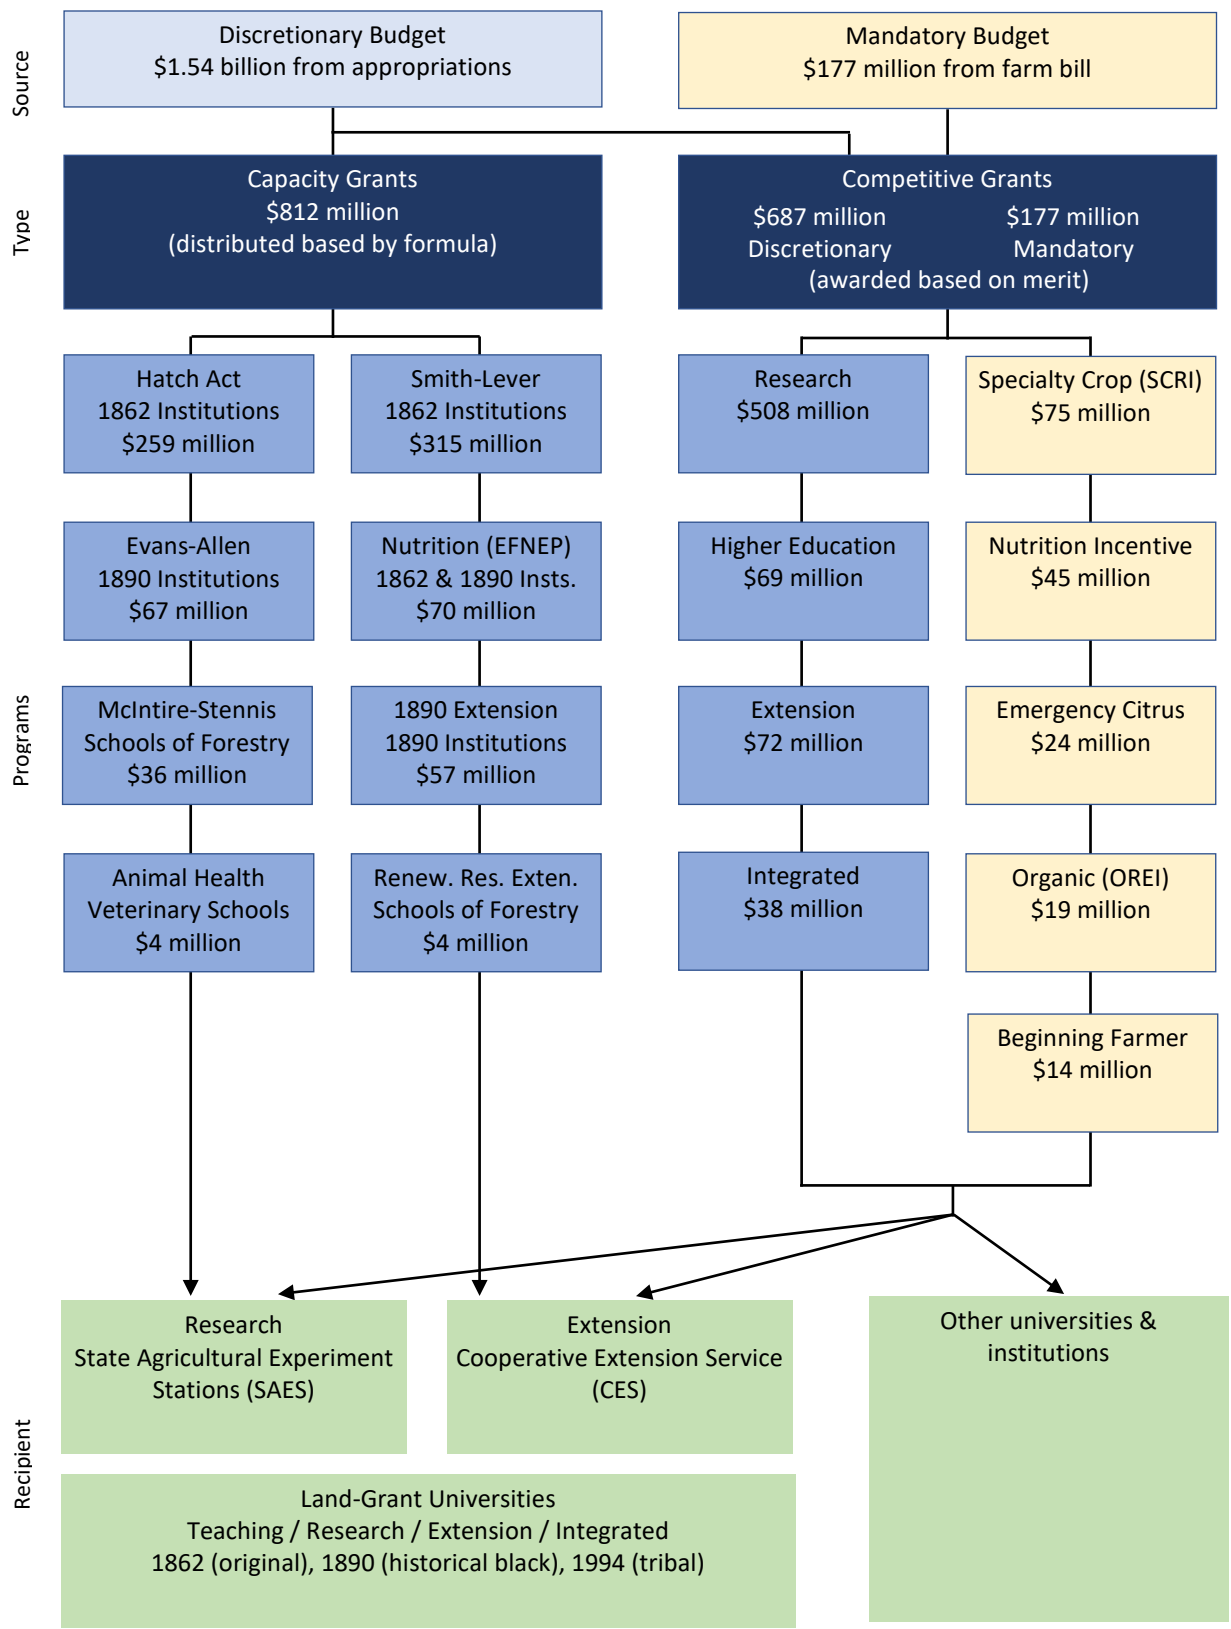 Source
Discretionary Budget
$1.54 billion from appropriations
Mandatory Budget
$177 million from farm bill
Type
Capacity Grants
$812 million
(distributed based by formula)
Competitive Grants
$687 million
Discretionary
$177 million
Mandatory
(awarded based on merit)
Programs
Hatch Act
1862 Institutions
$259 million
Smith-Lever
1862 Institutions
$315 million
Research
$508 million
Specialty Crop (SCRI)
$75 million
Evans-Allen
1890 Institutions
$67 million
Nutrition (EFNEP)
1862 & 1890 Insts.
$70 million
Higher Education
$69 million
Nutrition Incentive
$45 million
McIntire-Stennis
Schools of Forestry
$36 million
1890 Extension
1890 Institutions
$57 million
Extension
$72 million
Emergency Citrus
$24 million
Animal Health
Veterinary Schools
$4 million
Renew. Res. Exten.
Schools of Forestry
$4 million
Integrated
$38 million
Organic (OREI)
$19 million
Beginning Farmer
$14 million
Recipient
Research
State Agricultural Experiment
Stations (SAES)
Extension
Cooperative Extension Service
(CES)
Other universities &
institutions
Land-Grant Universities
Teaching / Research / Extension / Integrated
1862 (original), 1890 (historical black), 1994 (tribal)